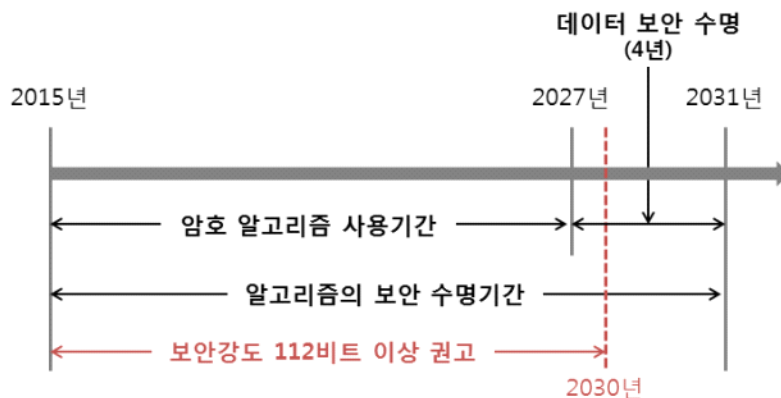 데이터 보안 수명
(4년)
2015년
2027년
2031년
암호 알고리즘 사용기간
알고리즘의 보안 수명기간
보안강도 112비트 이상 권고
2030년